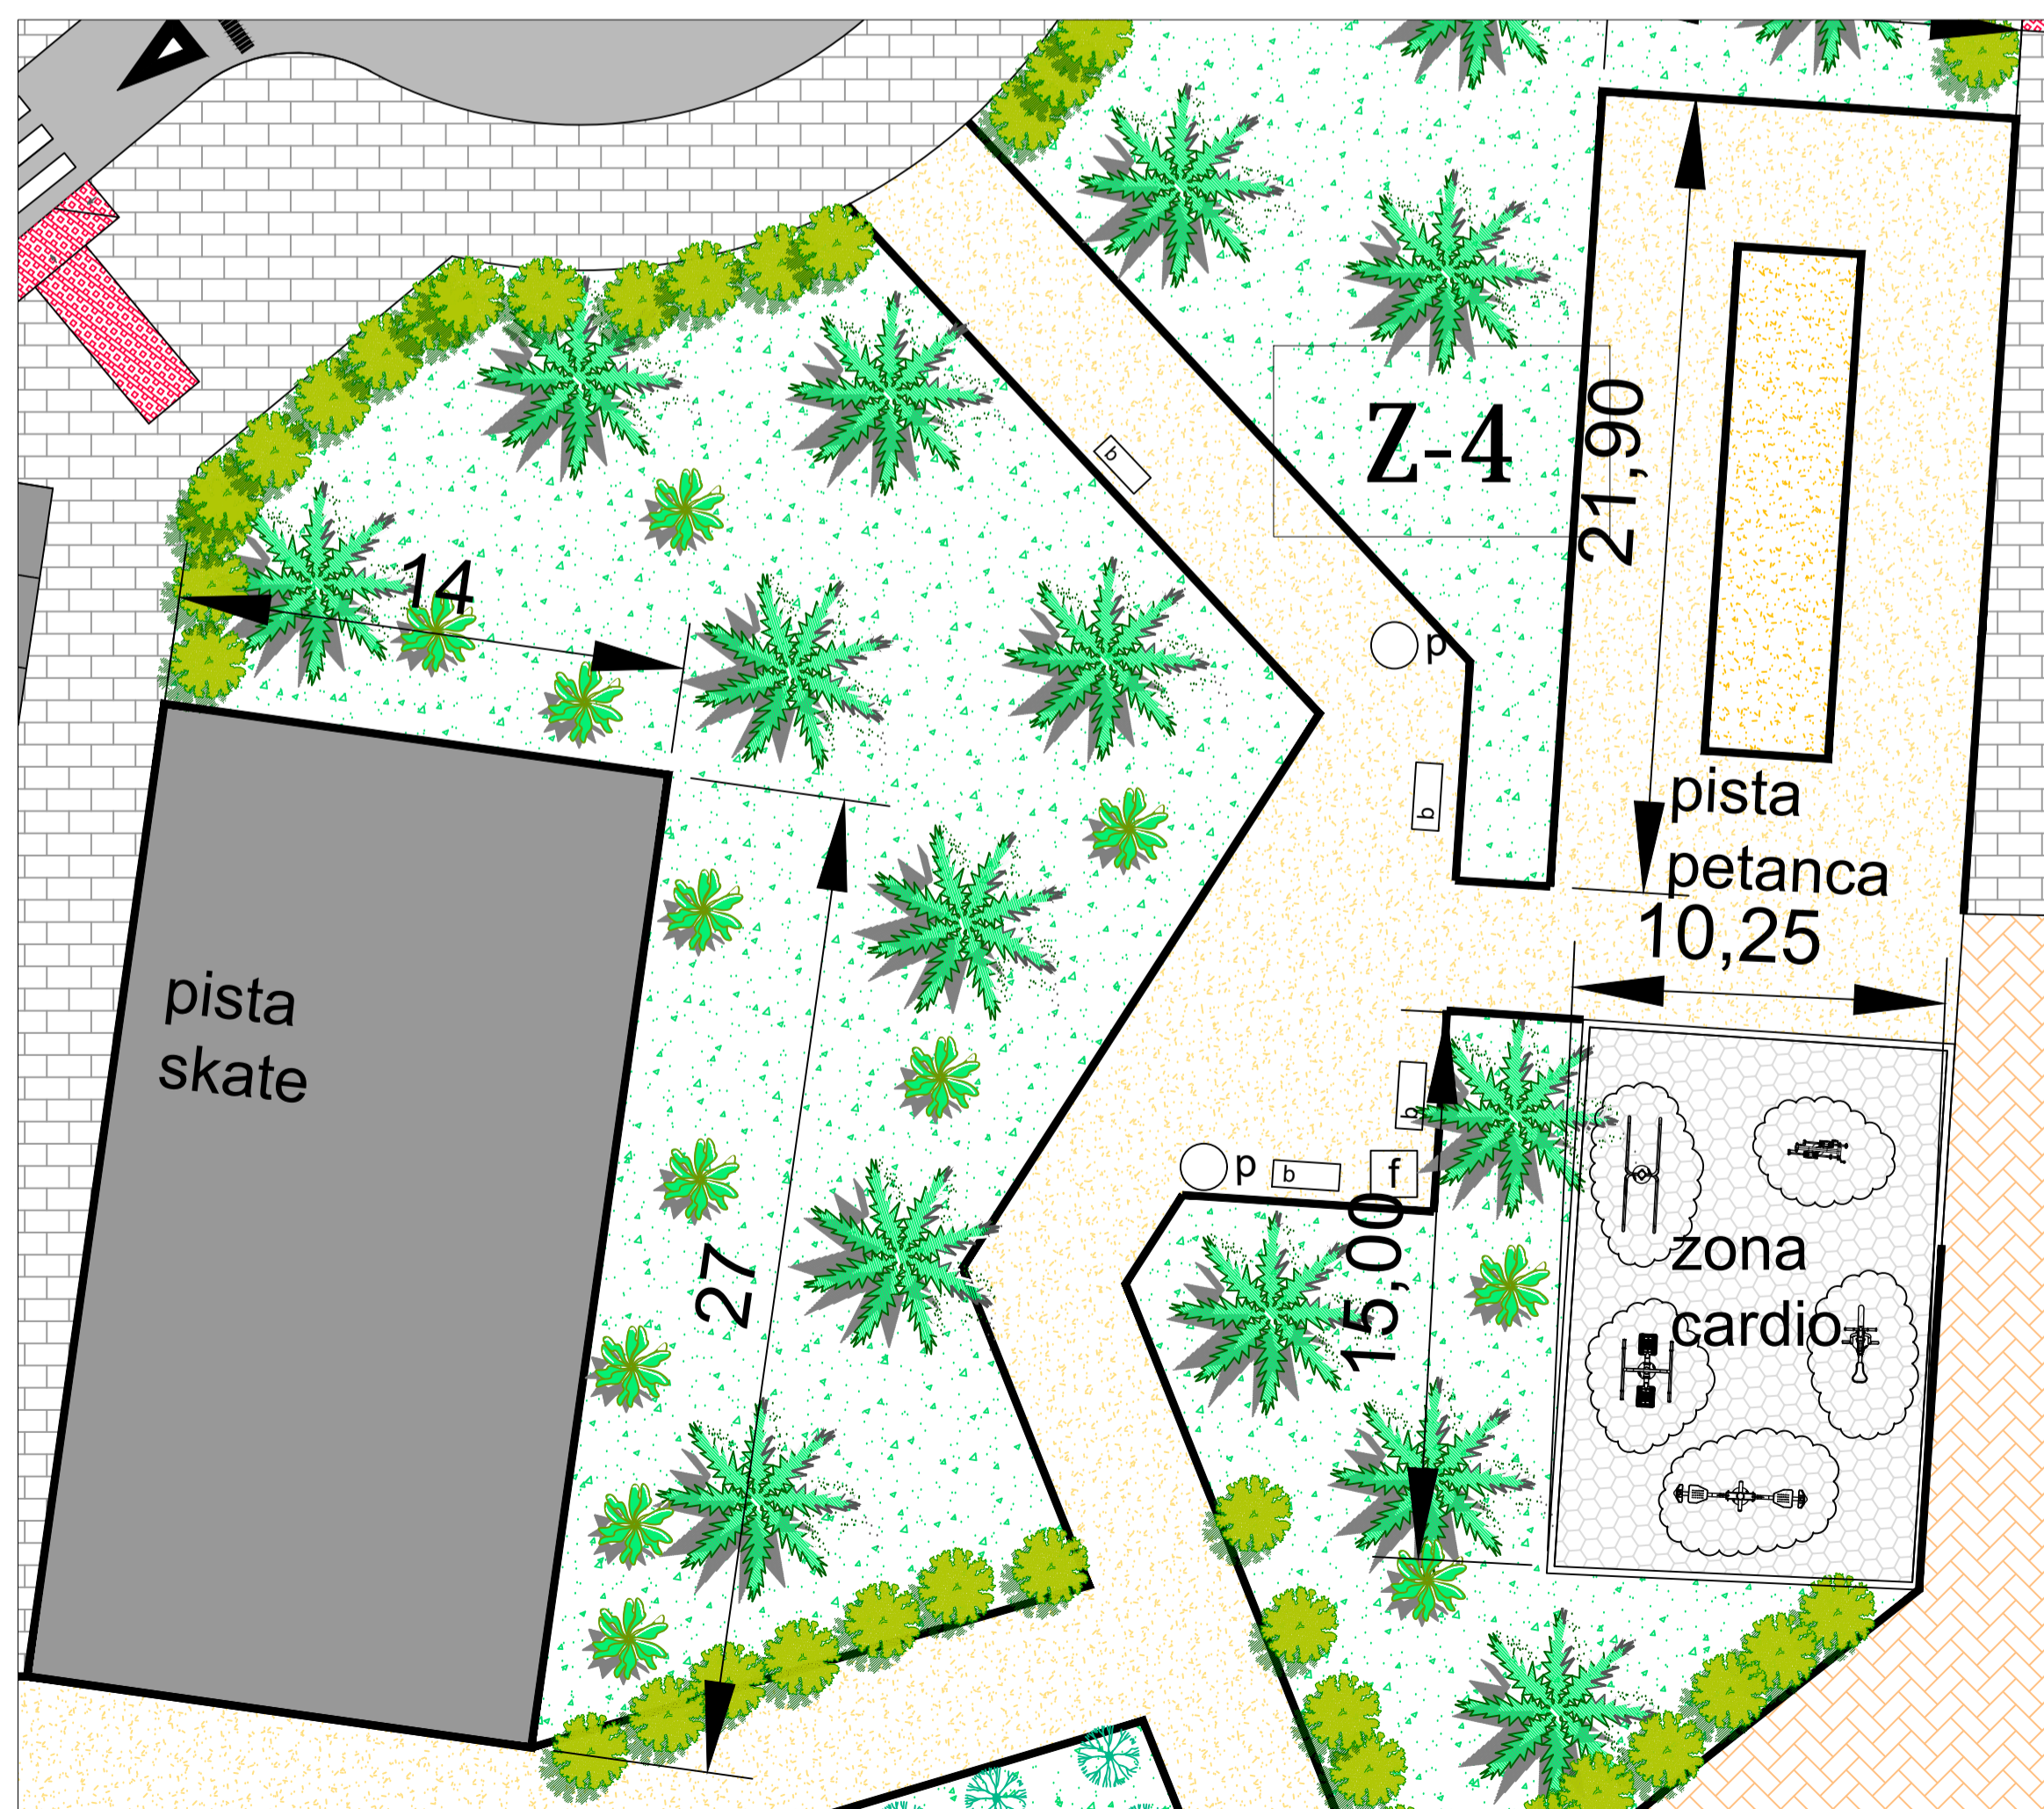 Z-4
b
21,90
14
p
b
pista
petanca
10,25
pista
skate
b
p
b
f
15,00
27
zona
cardio